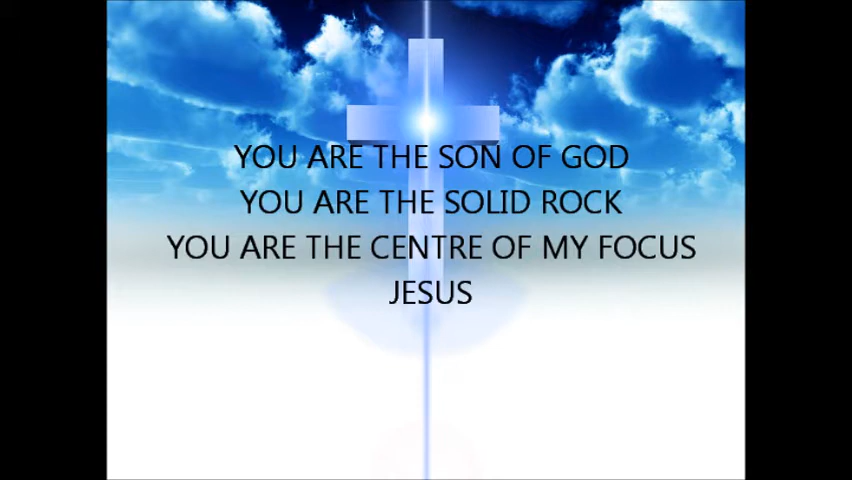 YOU ARE THE SON OF GOD
YOU ARE THE SOLID ROCK
YOU ARE THE CENTRE OF MY FOCUS
JESUS